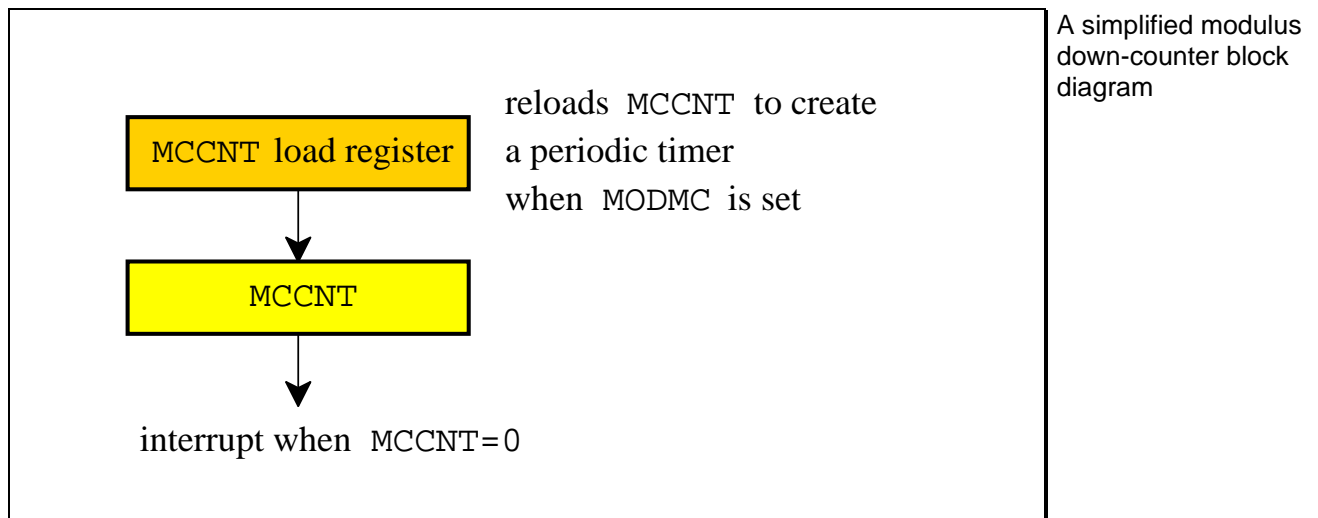 A simplified modulus
down-counter block
diagram
reloads MCCNT to create
a periodic timer
when MODMC is set
MCCNT load register
MCCNT
interrupt when MCCNT=0